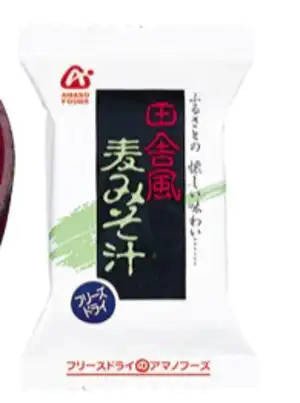 AMANO
FOODS
田舎風
麦みそ汁
ふるさとの 懐しい味わい……
フリーズ
ドライ
フリーズドライのアマノフーズ